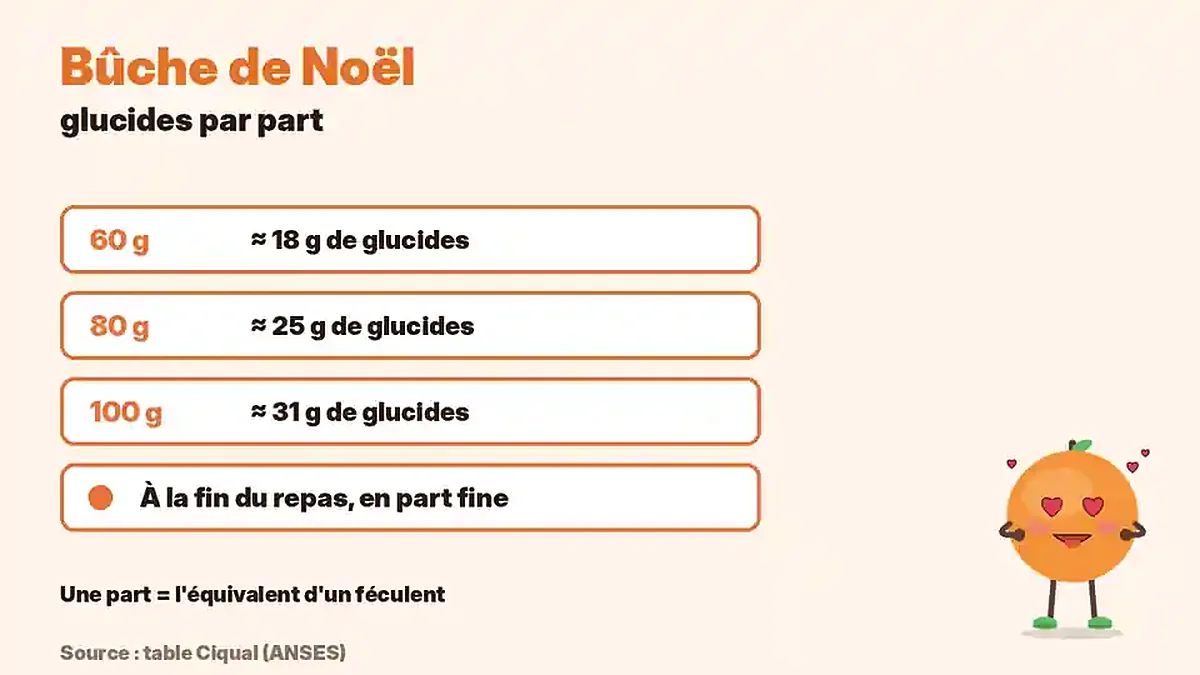 Bûche de Noël
glucides par part
60 g ≈ 18 g de glucides
80 g ≈ 25 g de glucides
100 g ≈ 31 g de glucides
À la fin du repas, en part fine
Une part = l'équivalent d'un féculent
Source : table Ciqual (ANSES)